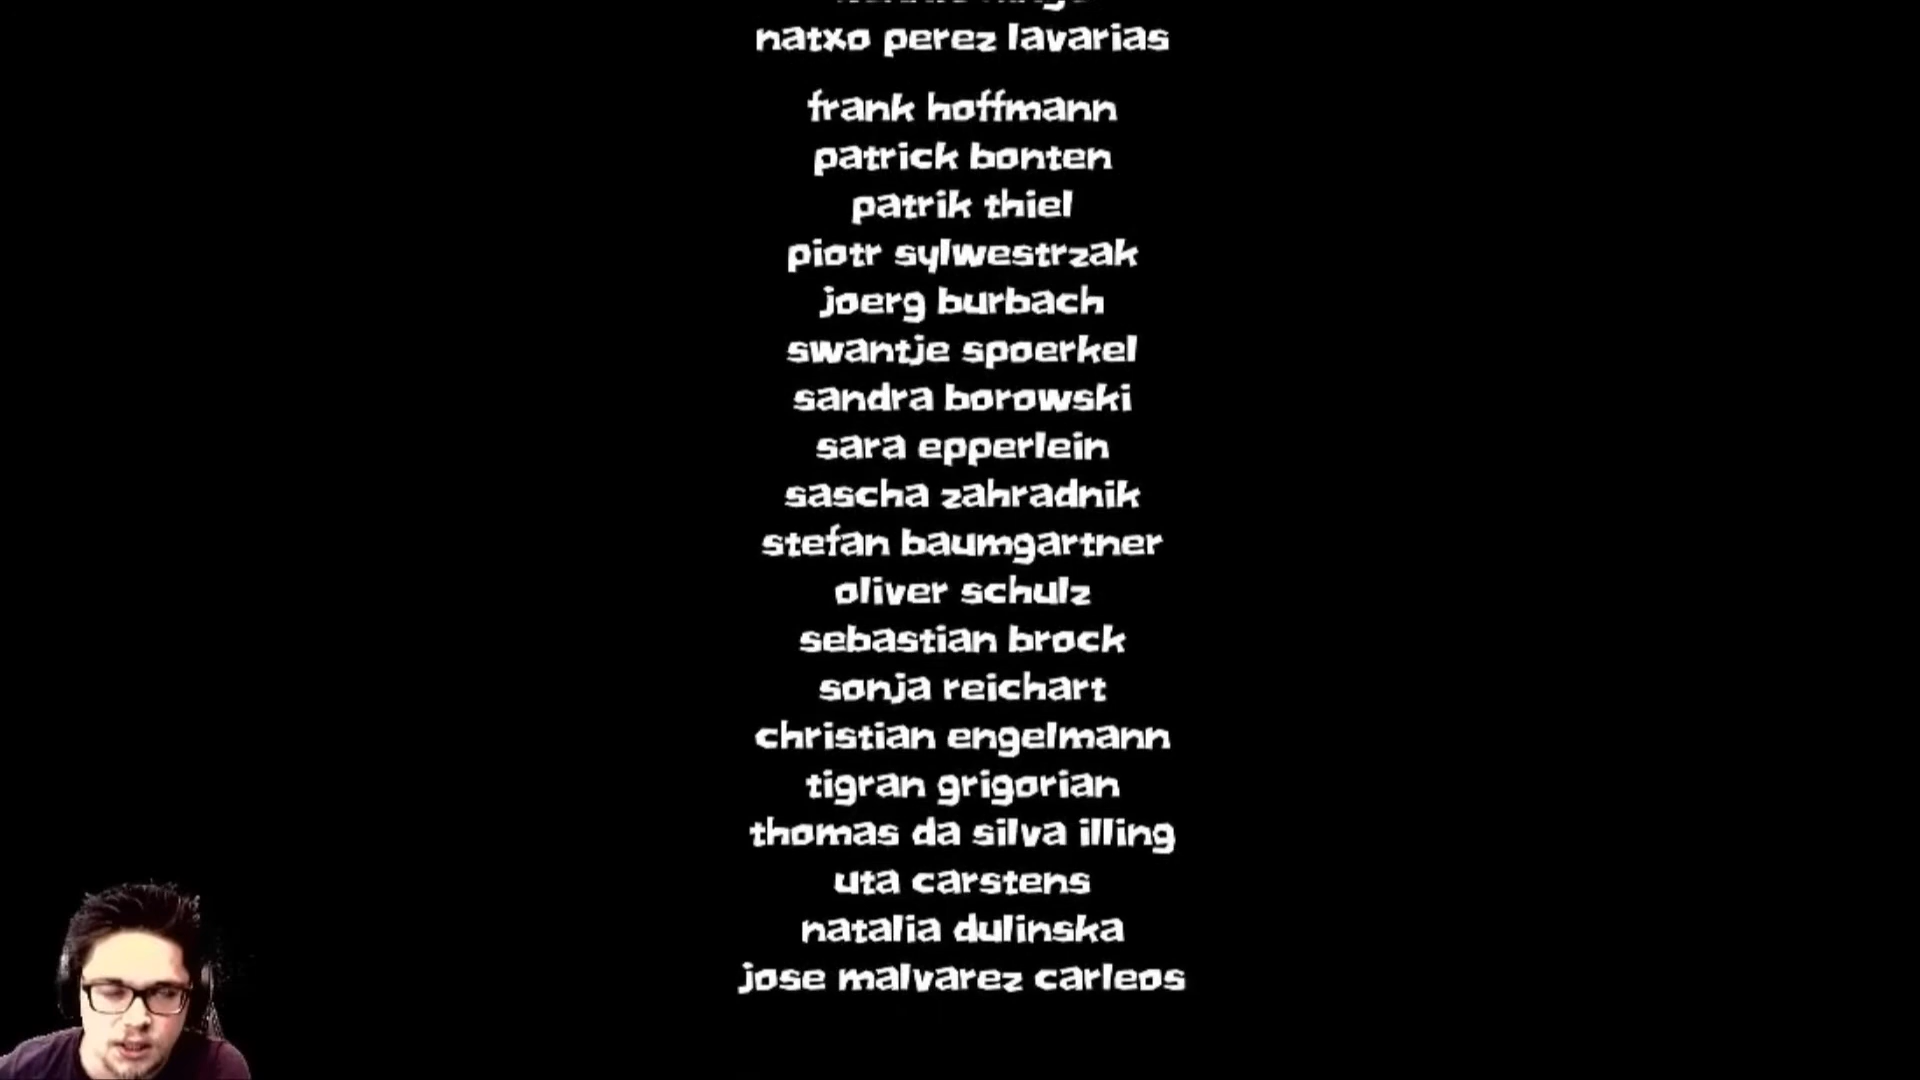 natxo perez lavarias
frank hoffmann
patrick bonten
patrik thiel
piotr sylwestrzak
joerg burbach
swantje spoerkel
sandra borowski
sara epperlein
sascha zahradnik
stefan baumgartner
oliver schulz
sebastian brock
sonja reichart
christian engelmann
tigran grigorian
thomas da silva illing
uta carstens
natalia dulinska
jose malvarez carleos